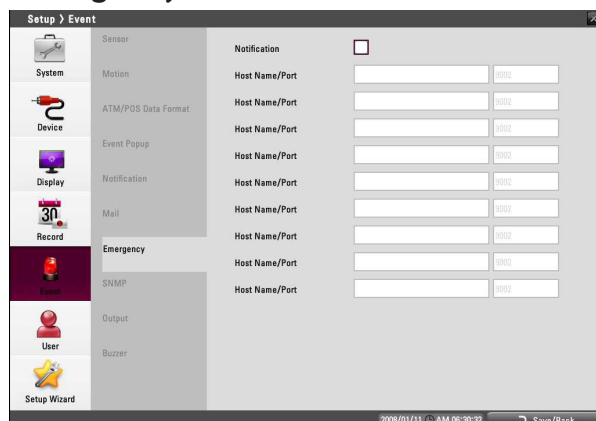 Setup > Event
System
Device
Display
30
Record
Event
User
Setup Wizard
Sensor
Motion
ATM/POS Data Format
Event Popup
Notification
Mail
Emergency
SNMP
Output
Buzzer
Notification
Host Name/Port 9002
Host Name/Port 9002
Host Name/Port 9002
Host Name/Port 9002
Host Name/Port 9002
Host Name/Port 9002
Host Name/Port 9002
Host Name/Port 9002
Host Name/Port 9002
2008/01/11 AM 06:30:32 Save/Back